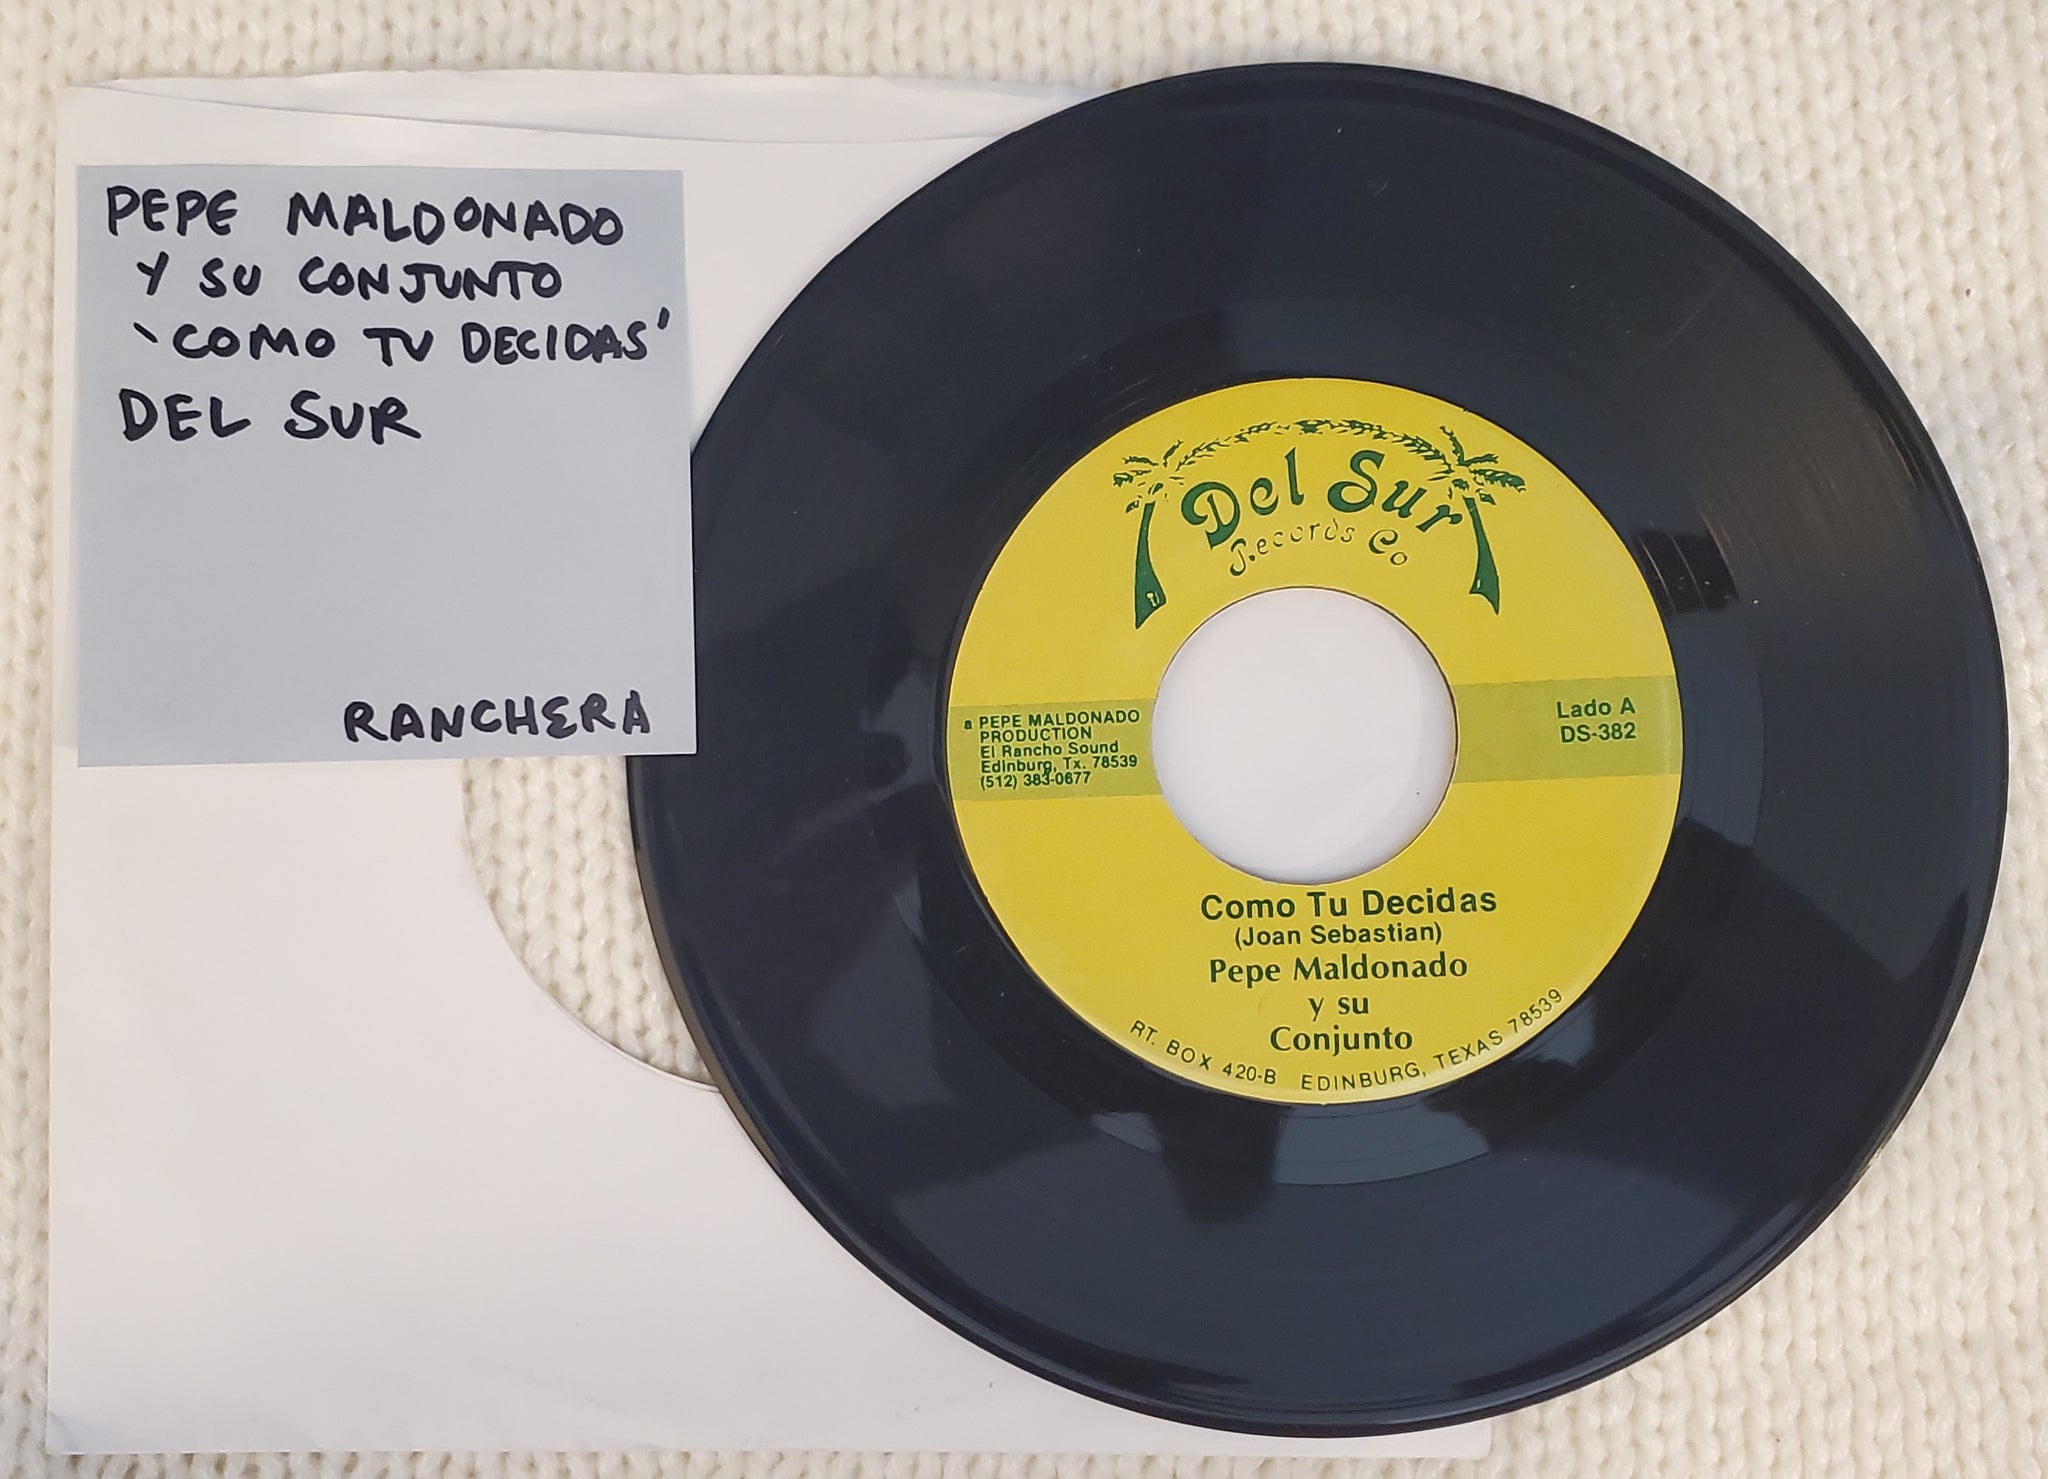 PEPE MALDONADO
Y SU CONJUNTO
'COMO TU DECIDAS'
DEL SUR
RANCHERA
Del Sur
Records Co
a PEPE MALDONADO
PRODUCTION
El Rancho Sound
Edinburg, Tx. 78539
(512) 383-0677
Lado A
DS-382
Como Tu Decidas
(Joan Sebastian)
Pepe Maldonado
y su
Conjunto
RT. BOX 420-B EDINBURG, TEXAS 78539